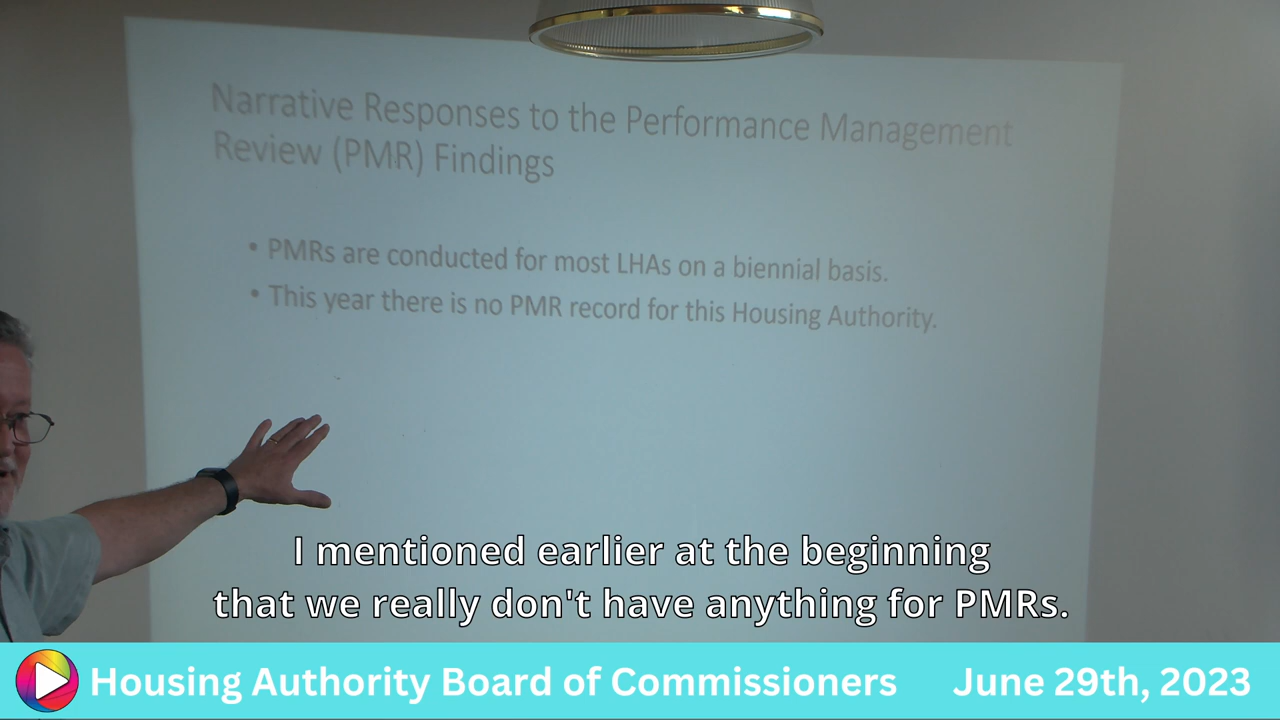 Narrative Responses to the Performance Management
Review (PMR) Findings
• PMRs are conducted for most LHAs on a biennial basis.
• This year there is no PMR record for this Housing Authority.
I mentioned earlier at the beginning
that we really don't have anything for PMRs.
Housing Authority Board of Commissioners June 29th, 2023